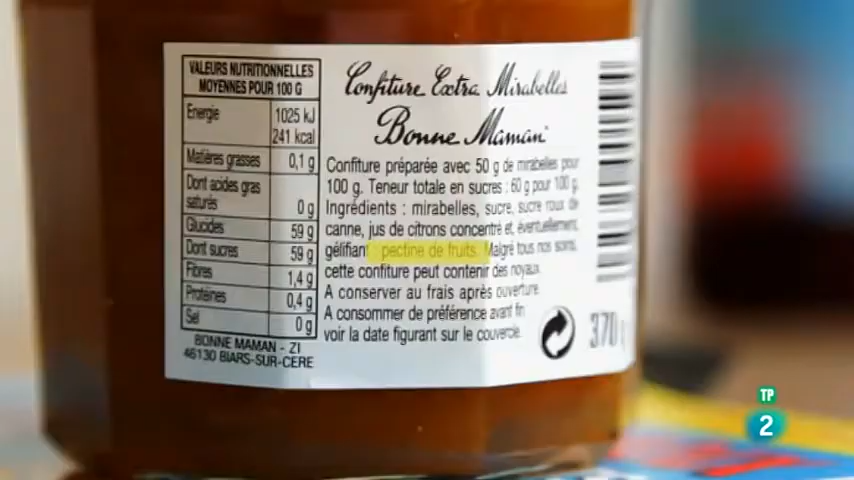 VALEURS NUTRITIONNELLES
MOYENNES POUR 100 G
Energie 1025 kJ
241 kcal
Matières grasses 0,1 g
Dont acides gras
saturés 0 g
Glucides 59 g
Dont sucres 59 g
Fibres 1,4 g
Protéines 0,4 g
Sel 0 g
BONNE MAMAN - ZI
46130 BIARS-SUR-CERE
Confiture Extra Mirabelles
Bonne Maman
Confiture préparée avec 50 g de mirabelles pour
100 g. Teneur totale en sucres : 60 g pour 100 g.
Ingrédients : mirabelles, sucre, sucre roux de
canne, jus de citrons concentré et, éventuellement,
gélifiant : pectine de fruits. Malgré tous nos soins,
cette confiture peut contenir des noyaux.
A conserver au frais après ouverture.
A consommer de préférence avant fin :
voir la date figurant sur le couvercle.
370 g
TP
2